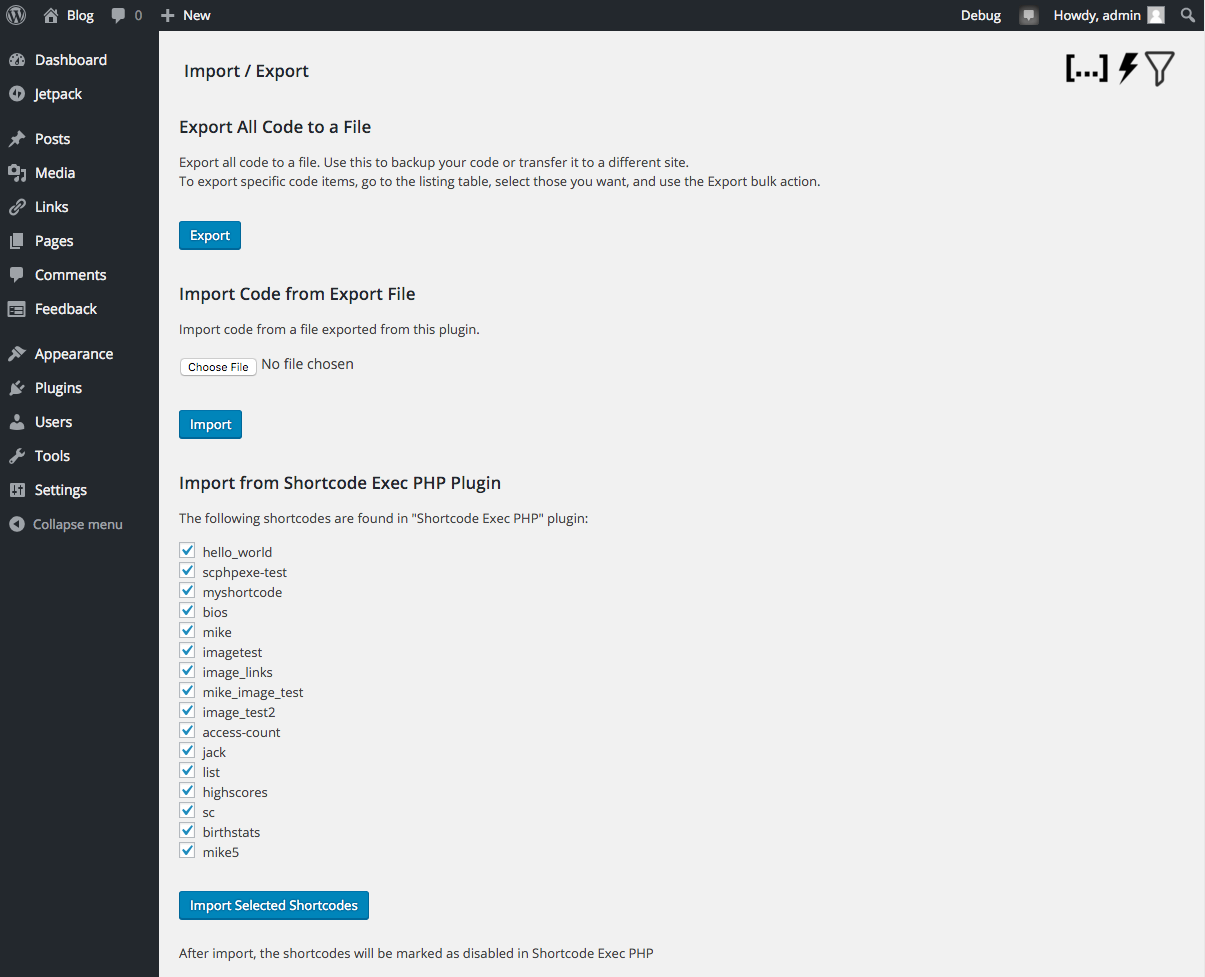 Blog 0 New Debug Howdy, admin
Dashboard
Jetpack
Posts
Media
Links
Pages
Comments
Feedback
Appearance
Plugins
Users
Tools
Settings
Collapse menu
Import / Export
[...]
Export All Code to a File
Export all code to a file. Use this to backup your code or transfer it to a different site.
To export specific code items, go to the listing table, select those you want, and use the Export bulk action.
Export
Import Code from Export File
Import code from a file exported from this plugin.
Choose File No file chosen
Import
Import from Shortcode Exec PHP Plugin
The following shortcodes are found in "Shortcode Exec PHP" plugin:
hello_world
scphpexe-test
myshortcode
bios
mike
imagetest
image_links
mike_image_test
image_test2
access-count
jack
list
highscores
sc
birthstats
mike5
Import Selected Shortcodes
After import, the shortcodes will be marked as disabled in Shortcode Exec PHP